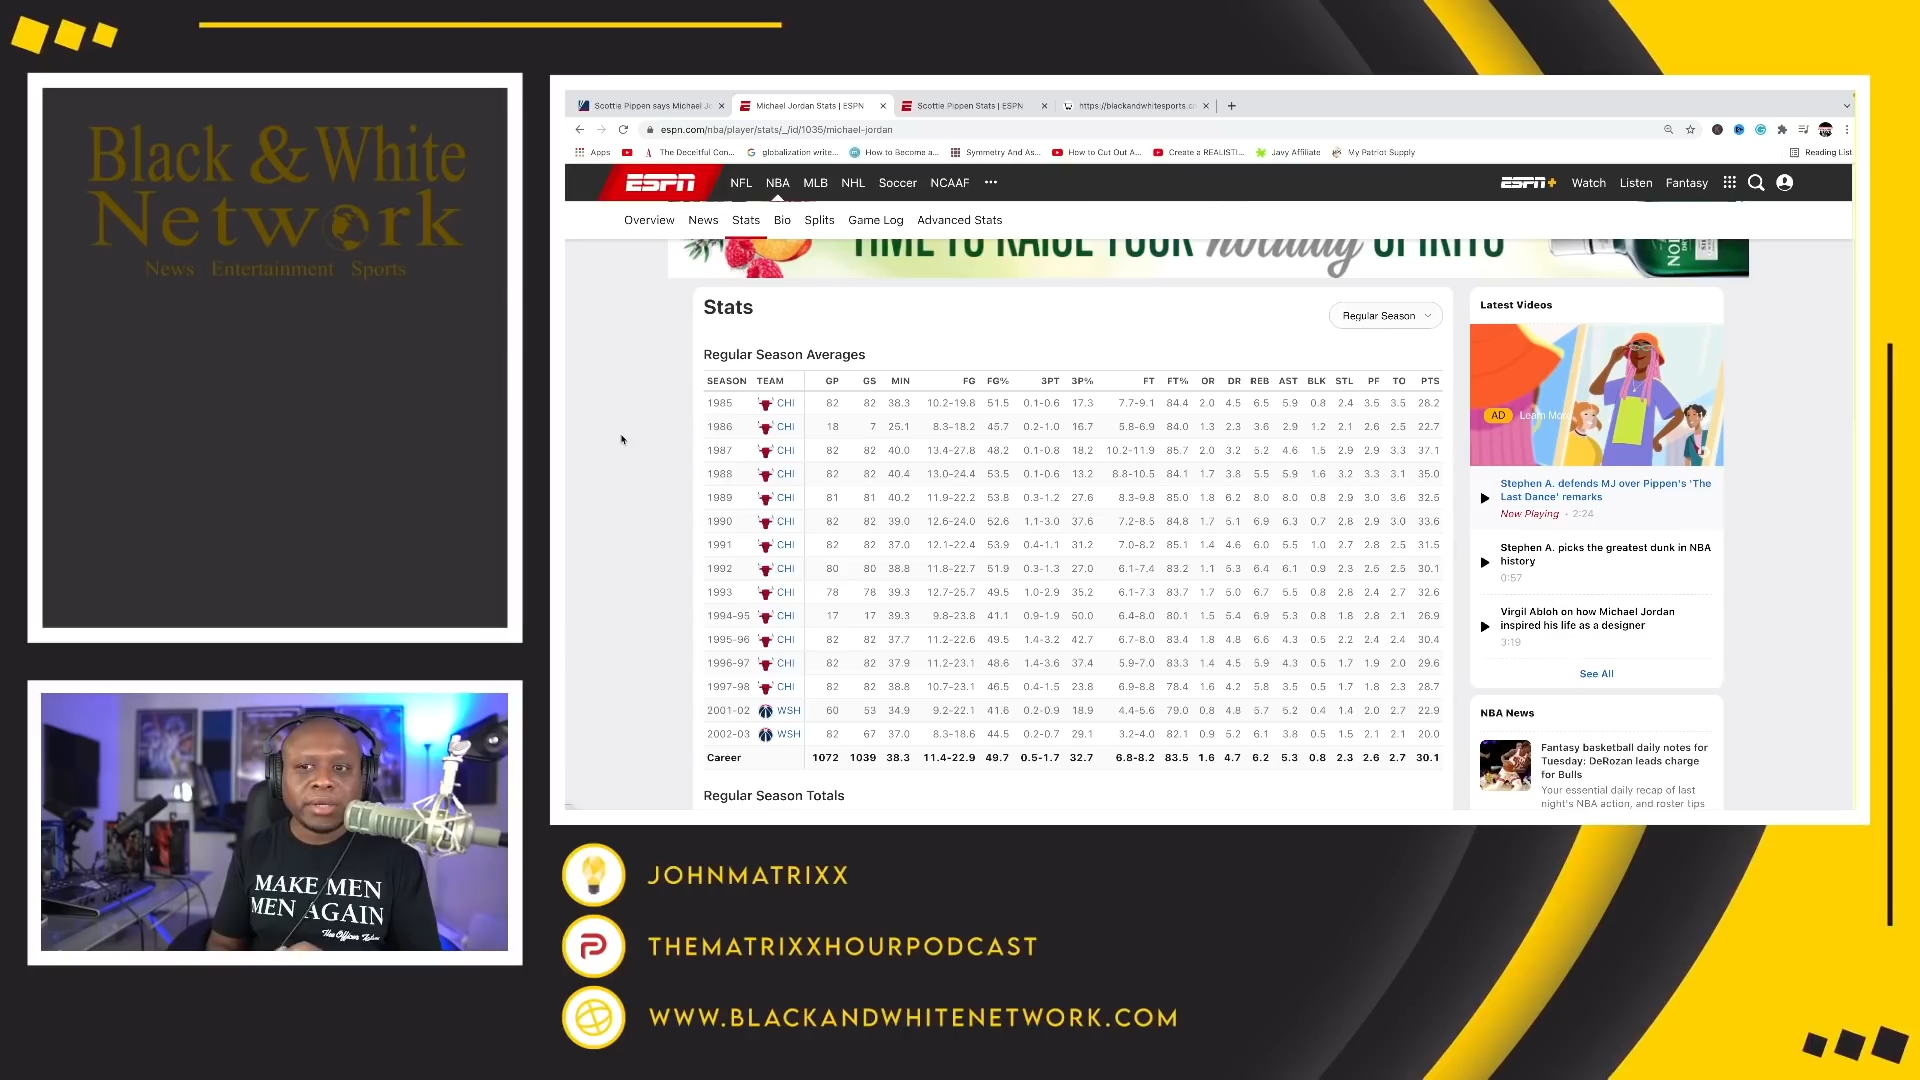 Black & White
Network
News Entertainment Sports
Scottie Pippen says Michael Jo
Michael Jordan Stats | ESPN
Scottie Pippen Stats | ESPN
https://blackandwhitesports.co
espn.com/nba/player/stats/_/id/1035/michael-jordan
Apps
The Deceitful Con...
globalization write...
How to Become a...
Symmetry And As...
How to Cut Out A...
Create a REALISTI...
Javy Affiliate
My Patriot Supply
Reading List
ESPN NFL NBA MLB NHL Soccer NCAAF ••• ESPN+ Watch Listen Fantasy
Overview News Stats Bio Splits Game Log Advanced Stats
TIME TO RAISE YOUR holiday SPIRITS
Stats
Regular Season
Regular Season Averages
SEASON TEAM GP GS MIN FG FG% 3PT 3P% FT FT% OR DR REB AST BLK STL PF TO PTS
1985 CHI 82 82 38.3 10.2-19.8 51.5 0.1-0.6 17.3 7.7-9.1 84.4 2.0 4.5 6.5 5.9 0.8 2.4 3.5 3.5 28.2
1986 CHI 18 7 25.1 8.3-18.2 45.7 0.2-1.0 16.7 5.8-6.9 84.0 1.3 2.3 3.6 2.9 1.2 2.1 2.6 2.5 22.7
1987 CHI 82 82 40.0 13.4-27.8 48.2 0.1-0.8 18.2 10.2-11.9 85.7 2.0 3.2 5.2 4.6 1.5 2.9 2.9 3.3 37.1
1988 CHI 82 82 40.4 13.0-24.4 53.5 0.1-0.6 13.2 8.8-10.5 84.1 1.7 3.8 5.5 5.9 1.6 3.2 3.3 3.1 35.0
1989 CHI 81 81 40.2 11.9-22.2 53.8 0.3-1.2 27.6 8.3-9.8 85.0 1.8 6.2 8.0 8.0 0.8 2.9 3.0 3.6 32.5
1990 CHI 82 82 39.0 12.6-24.0 52.6 1.1-3.0 37.6 7.2-8.5 84.8 1.7 5.1 6.9 6.3 0.7 2.8 2.9 3.0 33.6
1991 CHI 82 82 37.0 12.1-22.4 53.9 0.4-1.1 31.2 7.0-8.2 85.1 1.4 4.6 6.0 5.5 1.0 2.7 2.8 2.5 31.5
1992 CHI 80 80 38.8 11.8-22.7 51.9 0.3-1.3 27.0 6.1-7.4 83.2 1.1 5.3 6.4 6.1 0.9 2.3 2.5 2.5 30.1
1993 CHI 78 78 39.3 12.7-25.7 49.5 1.0-2.9 35.2 6.1-7.3 83.7 1.7 5.0 6.7 5.5 0.8 2.8 2.4 2.7 32.6
1994-95 CHI 17 17 39.3 9.8-23.8 41.1 0.9-1.9 50.0 6.4-8.0 80.1 1.5 5.4 6.9 5.3 0.8 1.8 2.8 2.1 26.9
1995-96 CHI 82 82 37.7 11.2-22.6 49.5 1.4-3.2 42.7 6.7-8.0 83.4 1.8 4.8 6.6 4.3 0.5 2.2 2.4 2.4 30.4
1996-97 CHI 82 82 37.9 11.2-23.1 48.6 1.4-3.6 37.4 5.9-7.0 83.3 1.4 4.5 5.9 4.3 0.5 1.7 1.9 2.0 29.6
1997-98 CHI 82 82 38.8 10.7-23.1 46.5 0.4-1.5 23.8 6.9-8.8 78.4 1.6 4.2 5.8 3.5 0.5 1.7 1.8 2.3 28.7
2001-02 WSH 60 53 34.9 9.2-22.1 41.6 0.2-0.9 18.9 4.4-5.6 79.0 0.8 4.8 5.7 5.2 0.4 1.4 2.0 2.7 22.9
2002-03 WSH 82 67 37.0 8.3-18.6 44.5 0.2-0.7 29.1 3.2-4.0 82.1 0.9 5.2 6.1 3.8 0.5 1.5 2.1 2.1 20.0
Career 1072 1039 38.3 11.4-22.9 49.7 0.5-1.7 32.7 6.8-8.2 83.5 1.6 4.7 6.2 5.3 0.8 2.3 2.6 2.7 30.1
Regular Season Totals
Latest Videos
AD Learn More
Stephen A. defends MJ over Pippen's 'The
Last Dance' remarks
Now Playing • 2:24
Stephen A. picks the greatest dunk in NBA
history
0:57
Virgil Abloh on how Michael Jordan
inspired his life as a designer
3:19
See All
NBA News
Fantasy basketball daily notes for
Tuesday: DeRozan leads charge
for Bulls
Your essential daily recap of last
night's NBA action, and roster tips
MAKE MEN
MEN AGAIN
JOHNMATRIXX
THEMATRIXXHOURPODCAST
WWW.BLACKANDWHITENETWORK.COM